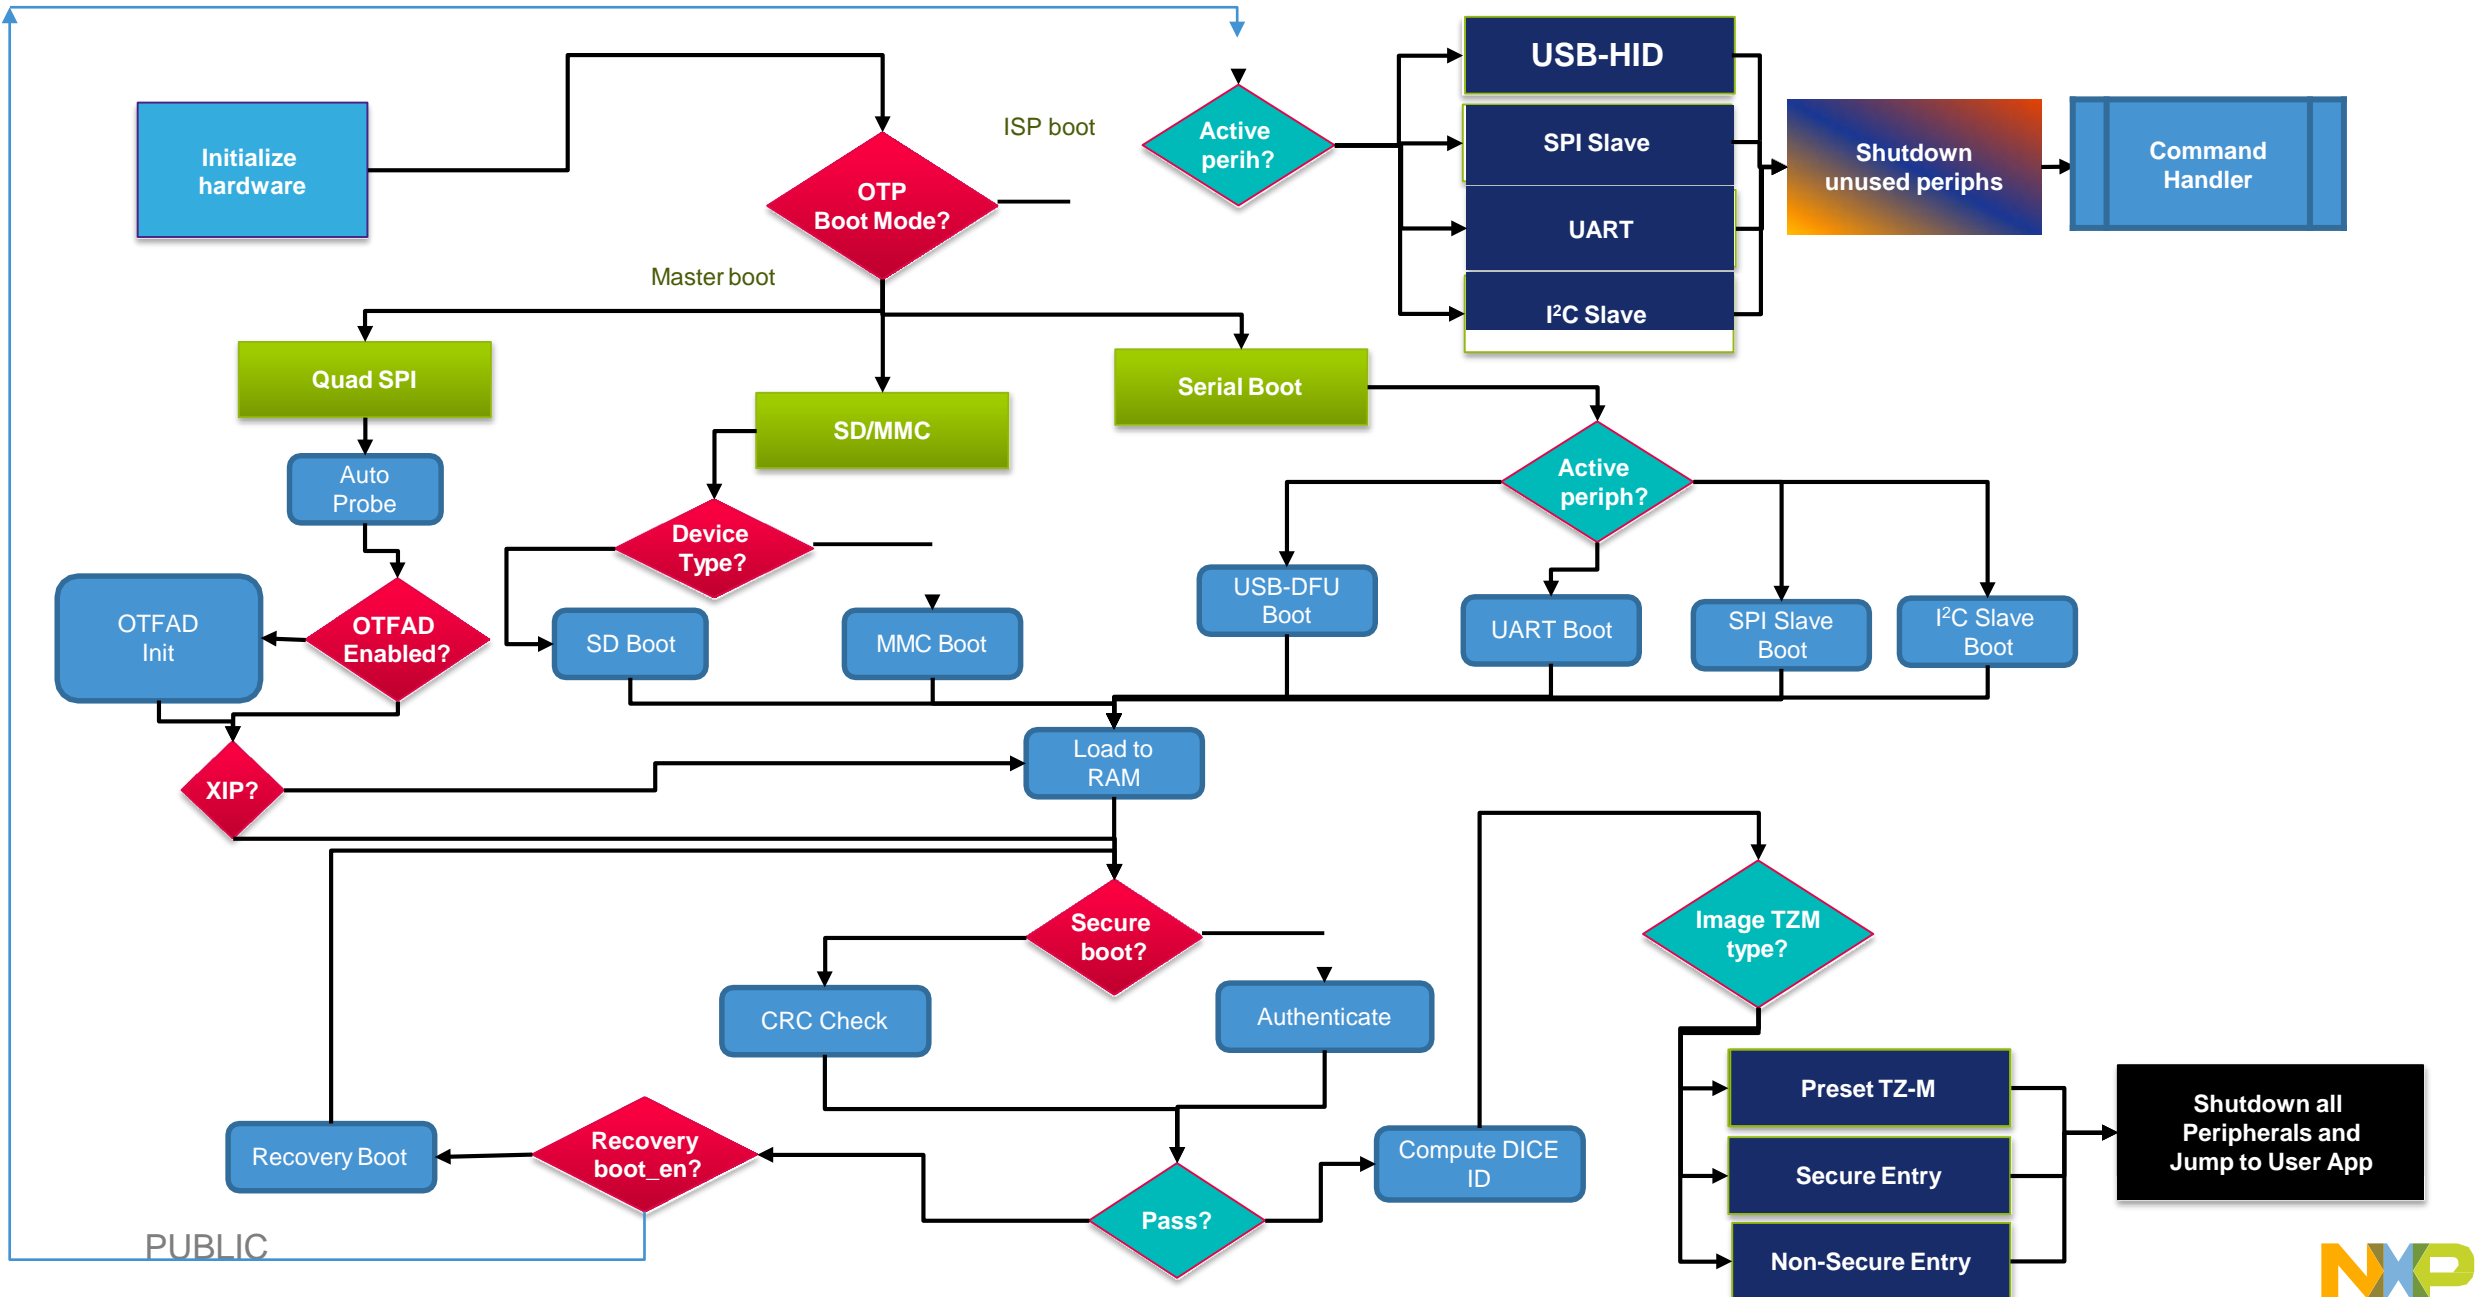 USB-HID
ISP boot
Active
perih?
SPI Slave
Shutdown
unused periphs
Command
Handler
Initialize
hardware
OTP
Boot Mode?
UART
Master boot
I²C Slave
Quad SPI
Serial Boot
SD/MMC
Auto
Probe
Active
periph?
Device
Type?
USB-DFU
Boot
OTFAD
Init
OTFAD
Enabled?
SD Boot
MMC Boot
UART Boot
SPI Slave
Boot
I²C Slave
Boot
XIP?
Load to
RAM
Secure
boot?
Image TZM
type?
CRC Check
Authenticate
Preset TZ-M
Recovery Boot
Recovery
boot_en?
Compute DICE
ID
Shutdown all
Peripherals and
Jump to User App
Secure Entry
Pass?
PUBLIC
Non-Secure Entry
NXP